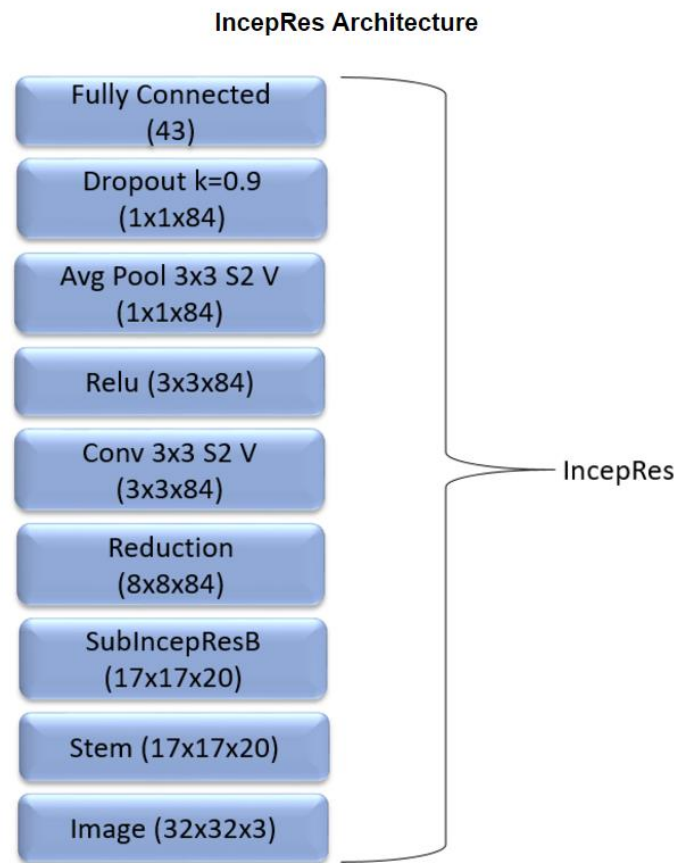 IncepRes Architecture
Fully Connected
(43)
Dropout k=0.9
(1x1x84)
Avg Pool 3x3 S2 V
(1x1x84)
Relu (3x3x84)
Conv 3x3 S2 V
(3x3x84)
Reduction
(8x8x84)
SubIncepResB
(17x17x20)
Stem (17x17x20)
Image (32x32x3)
IncepRes